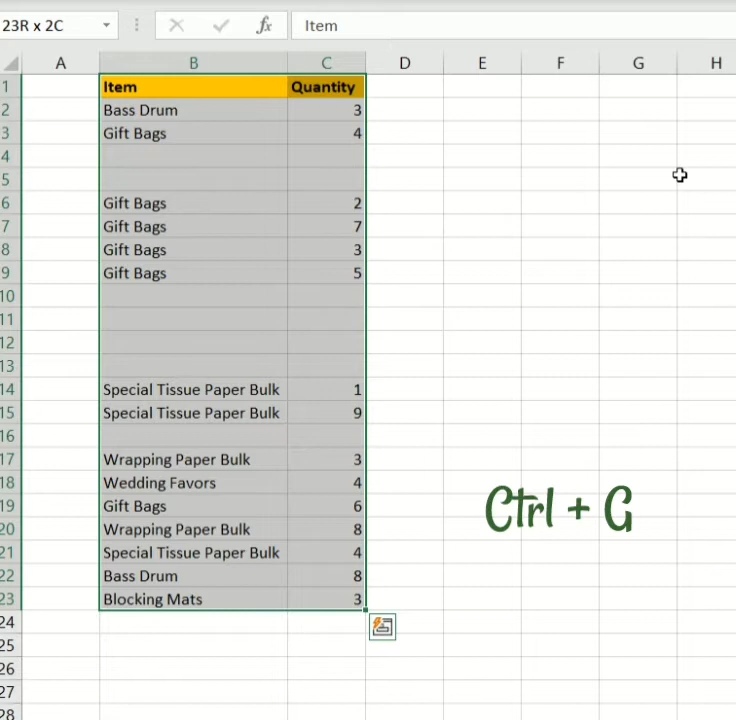 23R x 2C fx Item
A B C D E F G H
1 Item Quantity
2 Bass Drum 3
3 Gift Bags 4
4
5
6 Gift Bags 2
7 Gift Bags 7
8 Gift Bags 3
9 Gift Bags 5
10
11
12
13
14 Special Tissue Paper Bulk 1
15 Special Tissue Paper Bulk 9
16
17 Wrapping Paper Bulk 3
18 Wedding Favors 4
19 Gift Bags 6
20 Wrapping Paper Bulk 8
Ctrl + G
21 Special Tissue Paper Bulk 4
22 Bass Drum 8
23 Blocking Mats 3
24
25
26
27
28